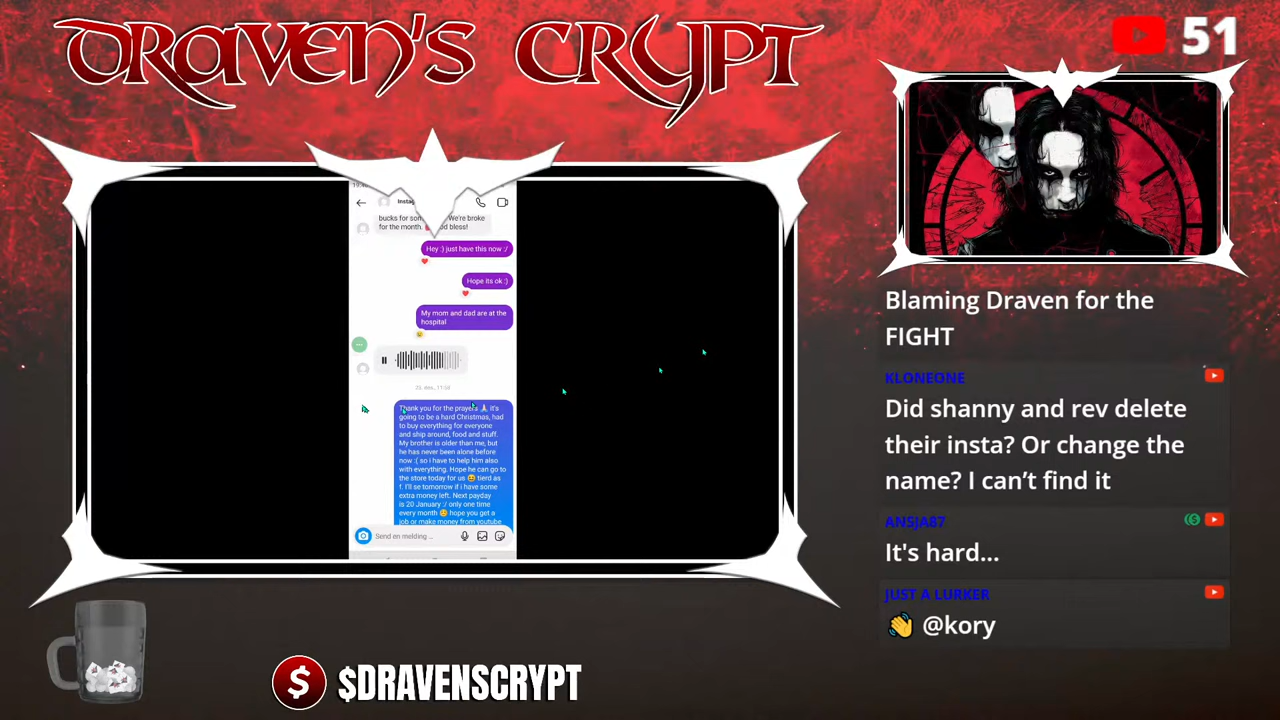 DRAVEN'S CRYPT
51
bucks for
We're broke
for the month.
od bless!
Hey :) just have this now :/
Hope its ok :)
My mom and dad are at the
hospital
Thank you for the prayers 🙏 it's
going to be a hard Christmas, had
to buy everything for everyone
and ship around, food and stuff.
My brother is older than me, but
he has never been alone before
now :( so i have to help him also
with everything. Hope he can go to
the store today for us 😆 tierd as
f. I'll se tomorrow if i have some
extra money left. Next payday
is 20 January :/ only one time
every month ☺️ hope you get a
job or make money from youtube
Send en melding ...
Blaming Draven for the
FIGHT
KLONEONE
Did shanny and rev delete
their insta? Or change the
name? I can't find it
ANSJA87
It's hard...
JUST A LURKER
👋 @kory
$ $DRAVENSCRYPT